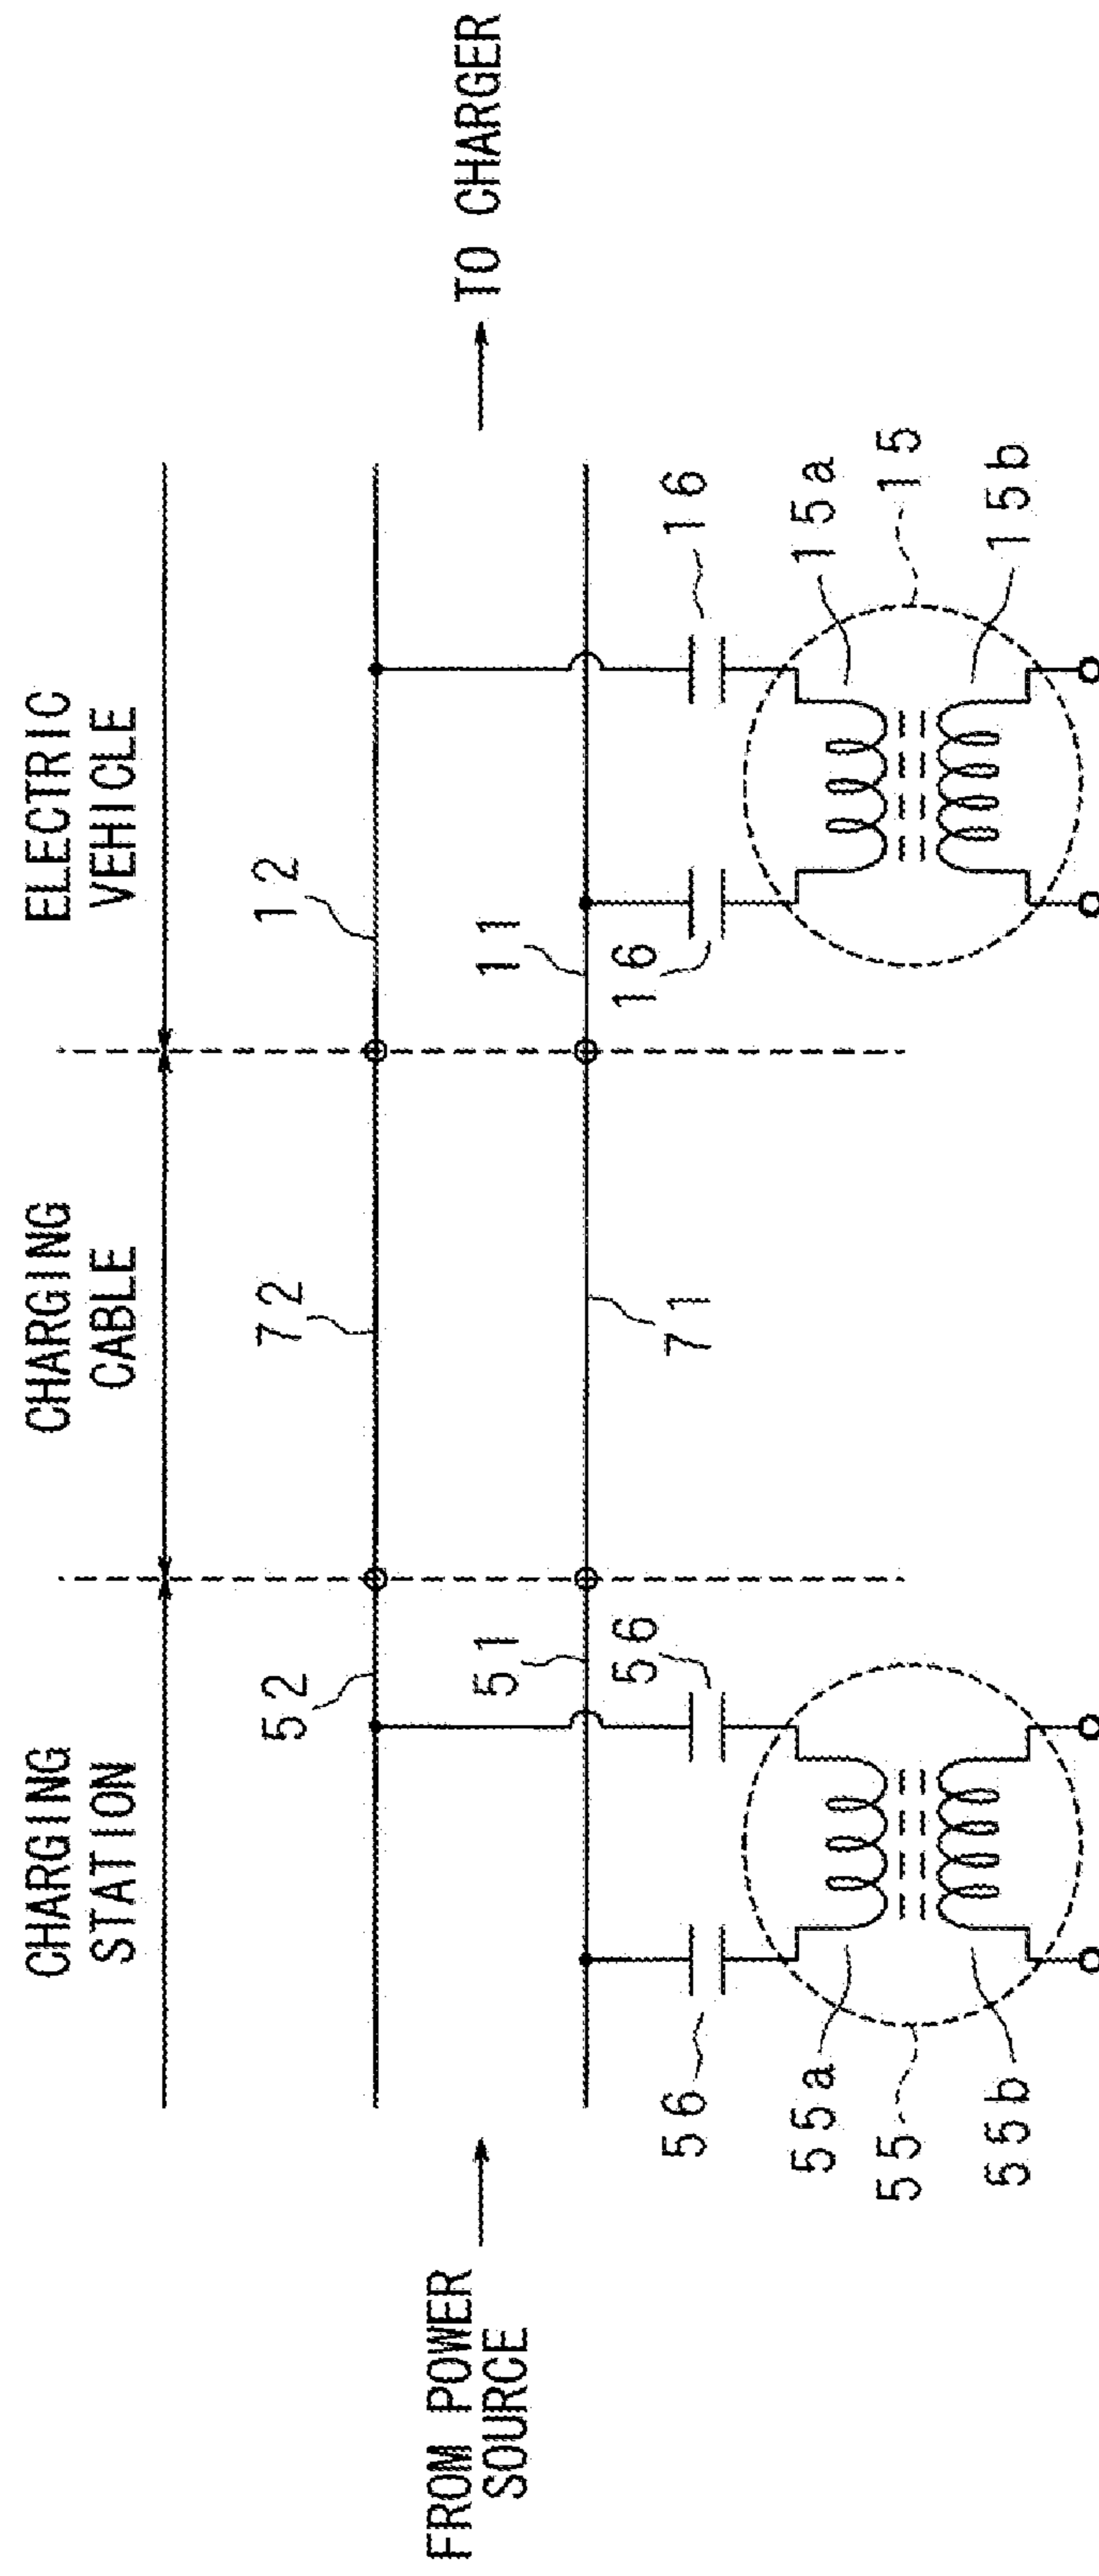 CHARGING
STATION
CHARGING
CABLE
ELECTRIC
VEHICLE
52
72
12
FROM POWER
SOURCE
TO CHARGER
51
11
56
56
71
16
16
55a
55
55b
15a
15
15b